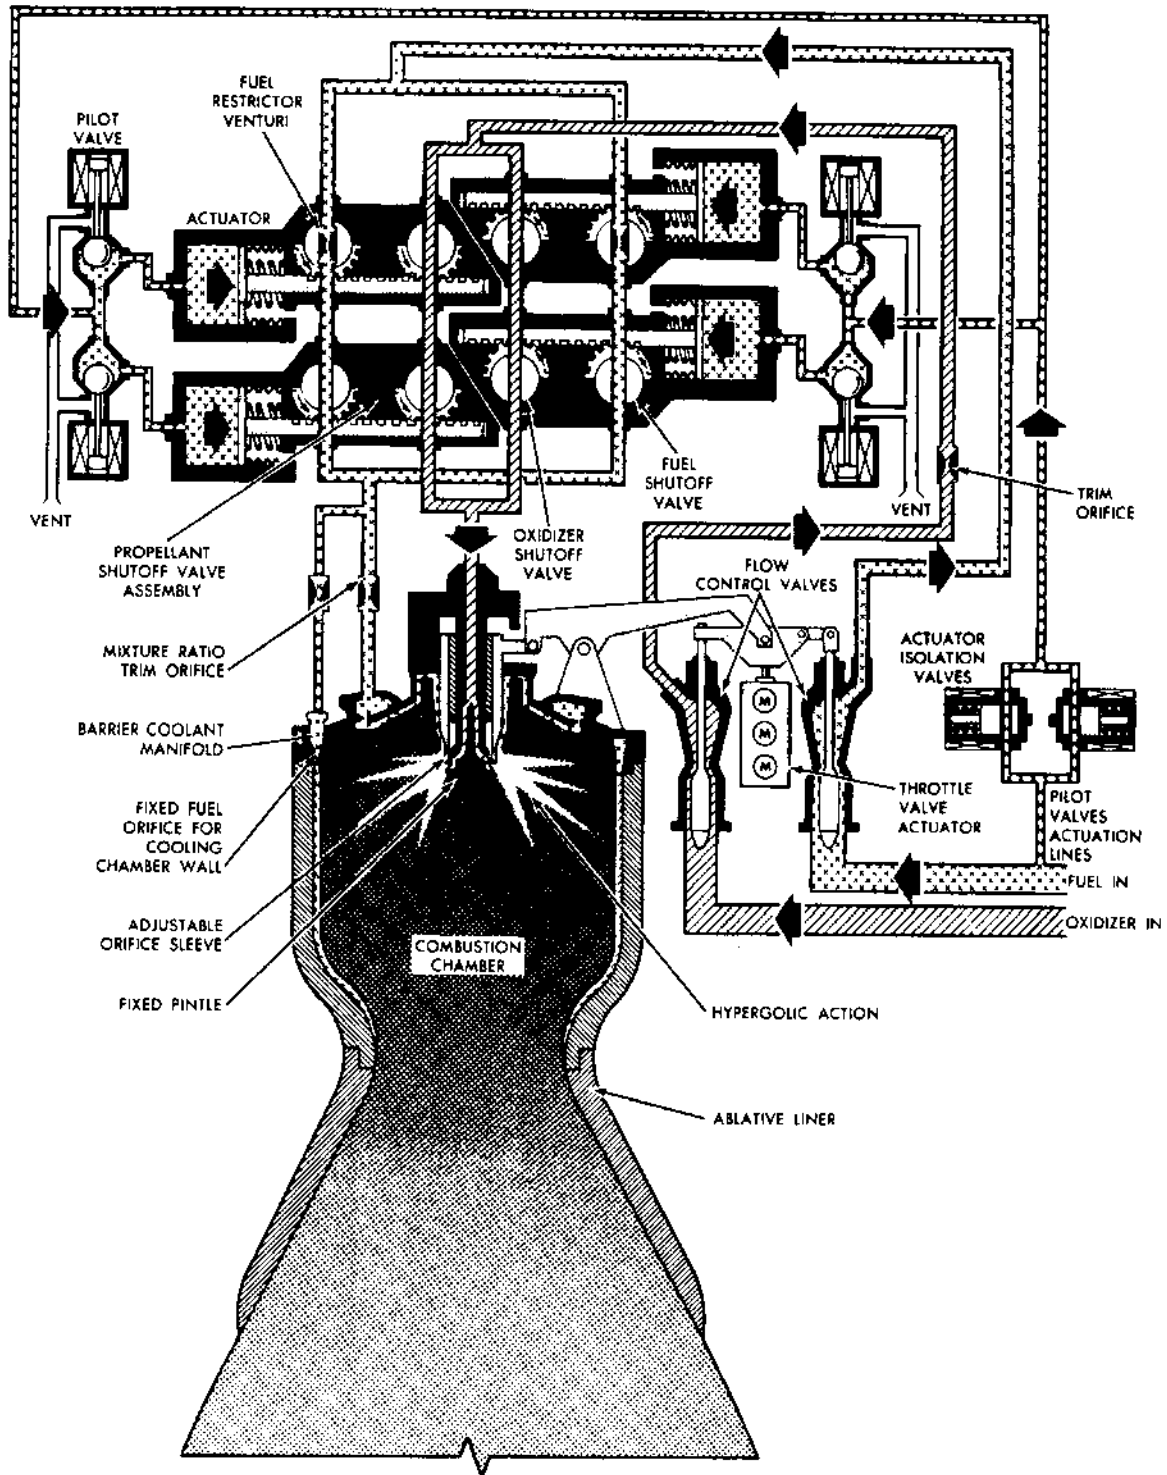 FUEL
RESTRICTOR
VENTURI
PILOT
VALVE
ACTUATOR
VENT
PROPELLANT
SHUTOFF VALVE
ASSEMBLY
OXIDIZER
SHUTOFF
VALVE
FUEL
SHUTOFF
VALVE
VENT
TRIM
ORIFICE
FLOW
CONTROL VALVES
MIXTURE RATIO
TRIM ORIFICE
ACTUATOR
ISOLATION
VALVES
BARRIER COOLANT
MANIFOLD
M
M
M
THROTTLE
VALVE
ACTUATOR
PILOT
VALVES
ACTUATION
LINES
FIXED FUEL
ORIFICE FOR
COOLING
CHAMBER WALL
FUEL IN
OXIDIZER IN
ADJUSTABLE
ORIFICE SLEEVE
COMBUSTION
CHAMBER
FIXED PINTLE
HYPERGOLIC ACTION
ABLATIVE LINER